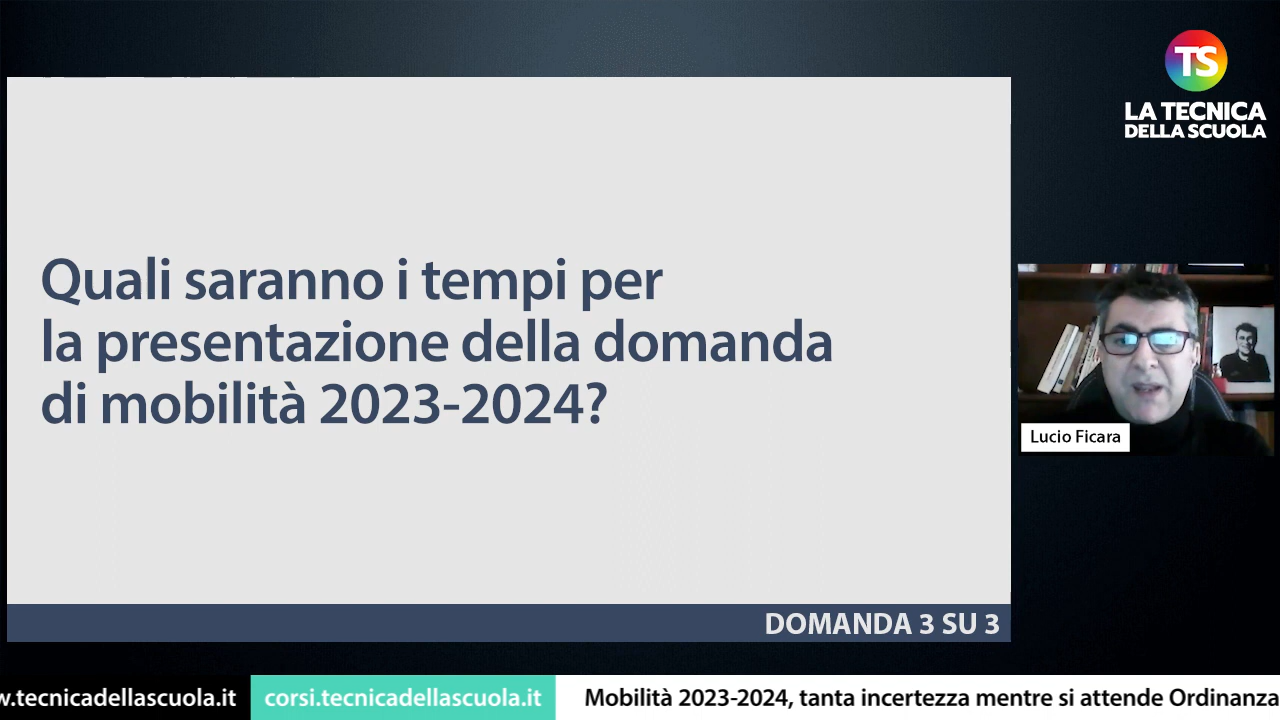 TS
LA TECNICA
DELLA SCUOLA
Quali saranno i tempi per
la presentazione della domanda
di mobilità 2023-2024?
Lucio Ficara
DOMANDA 3 SU 3
w.tecnicadellascuola.it
corsi.tecnicadellascuola.it
Mobilità 2023-2024, tanta incertezza mentre si attende Ordinanza